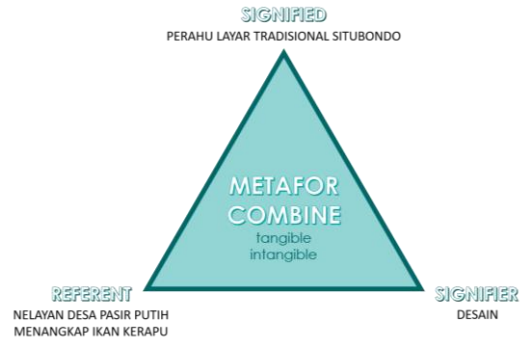 SIGNIFIED
PERAHU LAYAR TRADISIONAL SITUBONDO
METAFOR
COMBINE
tangible
intangible
REFERENT
NELAYAN DESA PASIR PUTIH
MENANGKAP IKAN KERAPU
SIGNIFIER
DESAIN